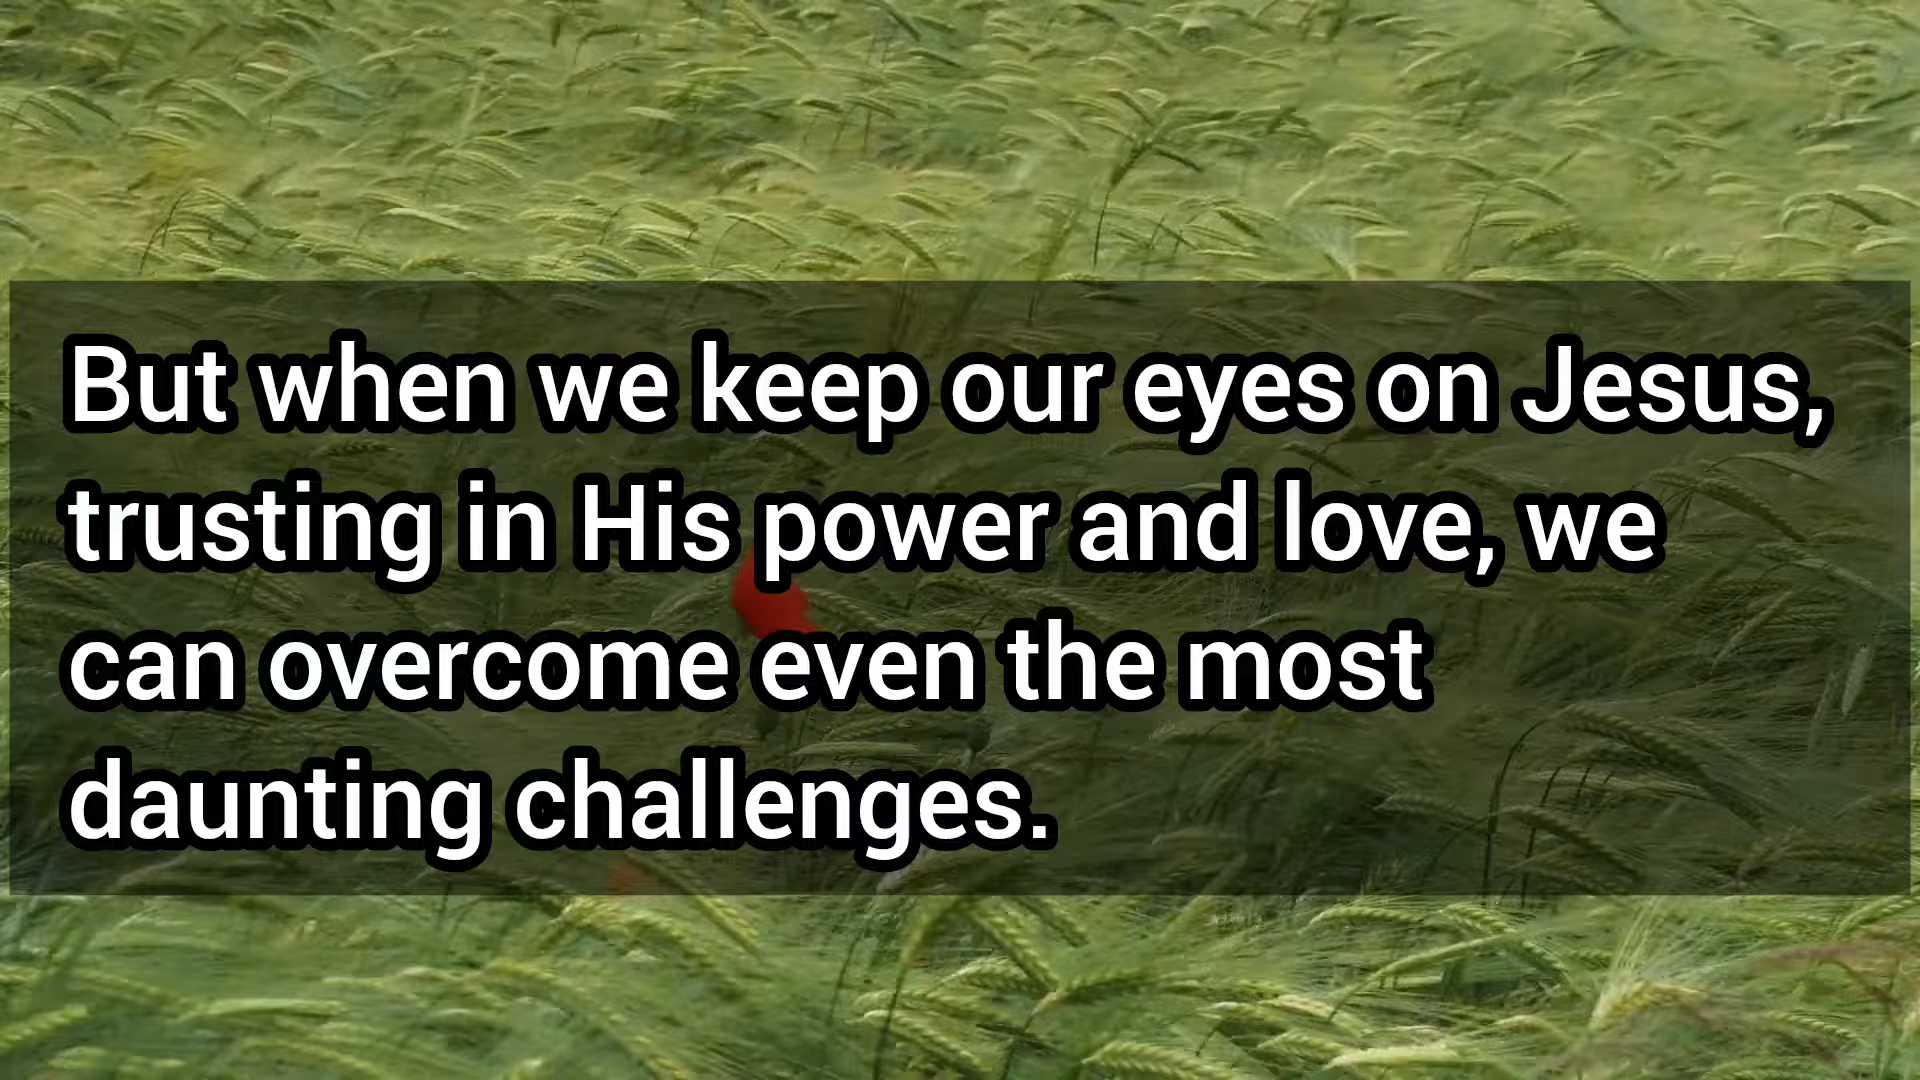 But when we keep our eyes on Jesus,
trusting in His power and love, we
can overcome even the most
daunting challenges.